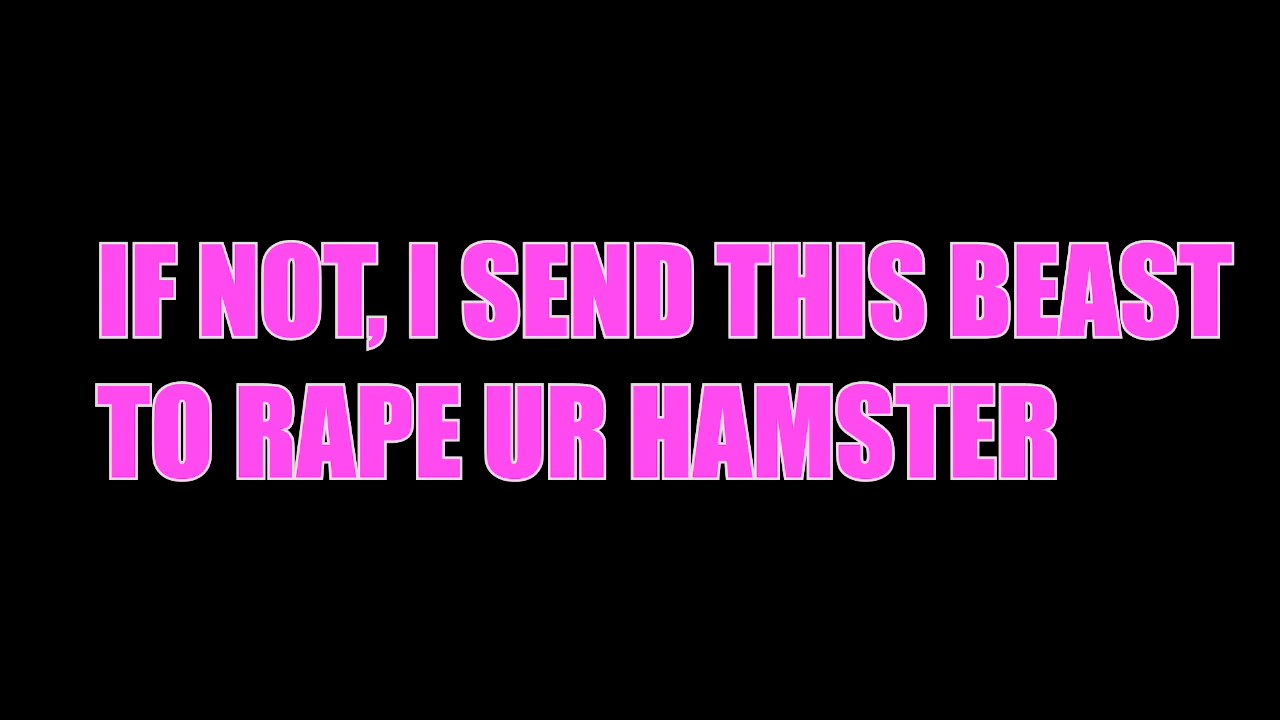 IF NOT, I SEND THIS BEAST
TO RAPE UR HAMSTER